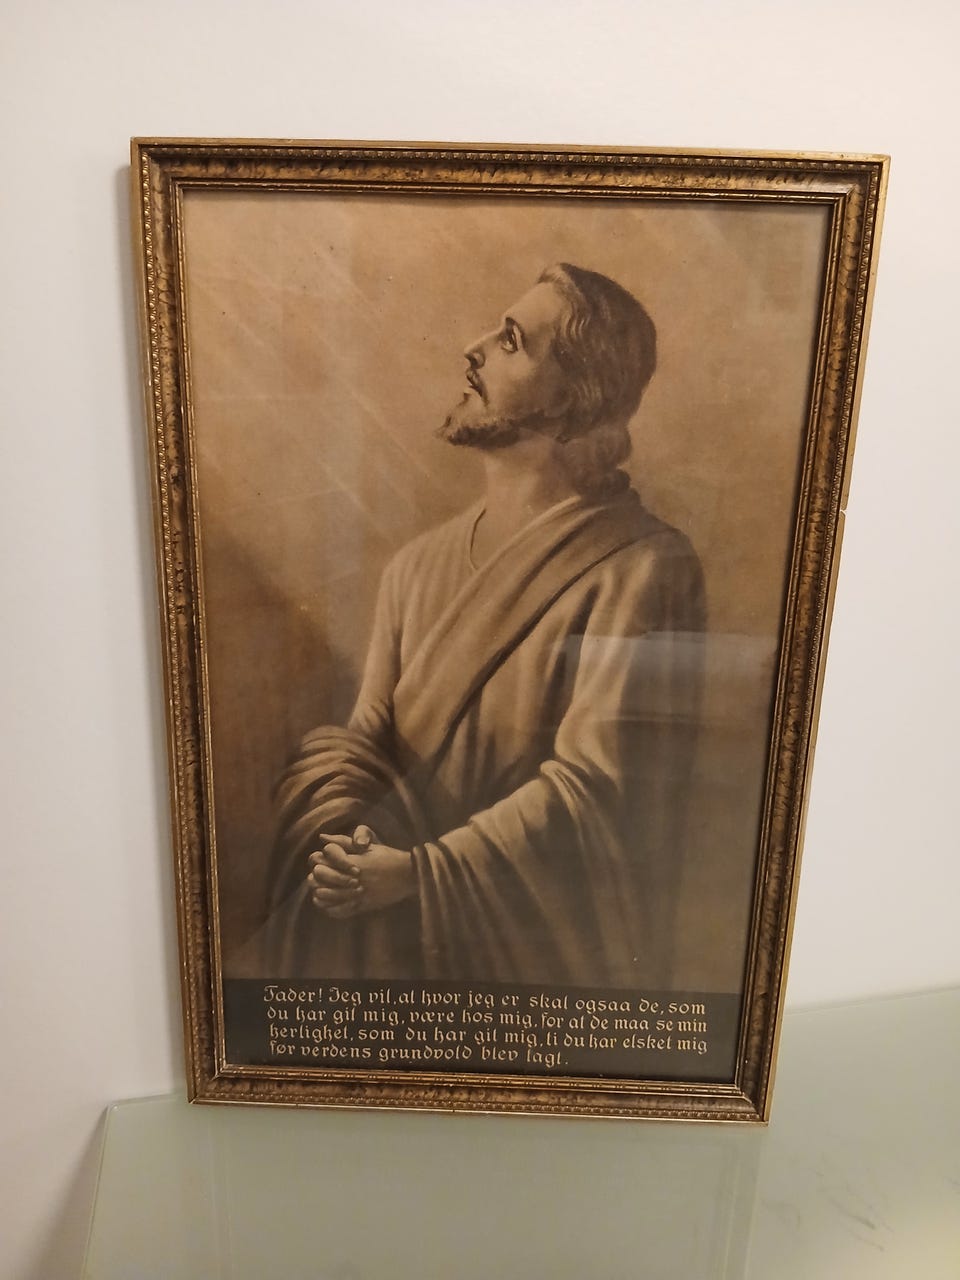 Fader! Jeg vil, at hvor jeg er skal ogsaa de, som
du har git mig, være hos mig, for at de maa se min
herlighet, som du har git mig, ti du har elsket mig
før verdens grundvold blev lagt.